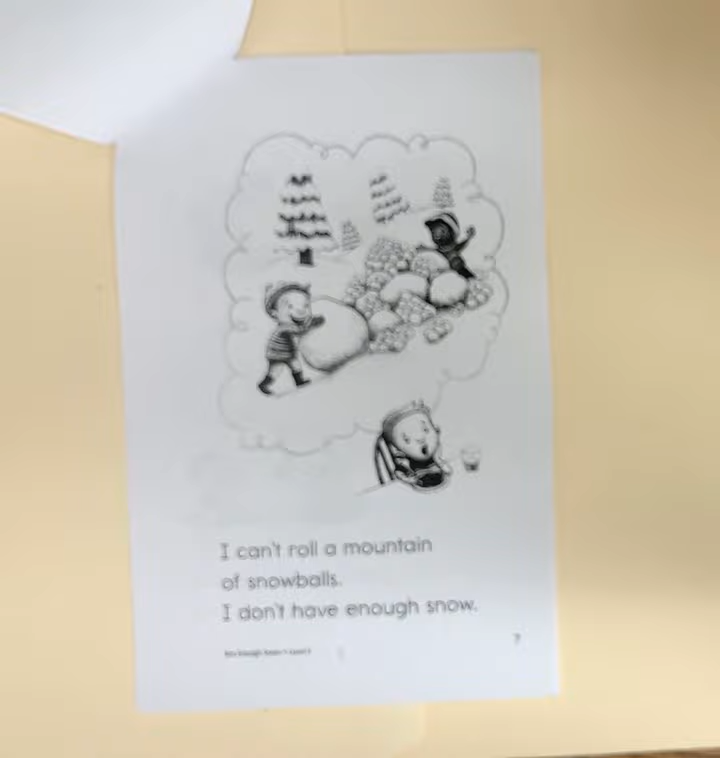 I can't roll a mountain
of snowballs.
I don't have enough snow.
7